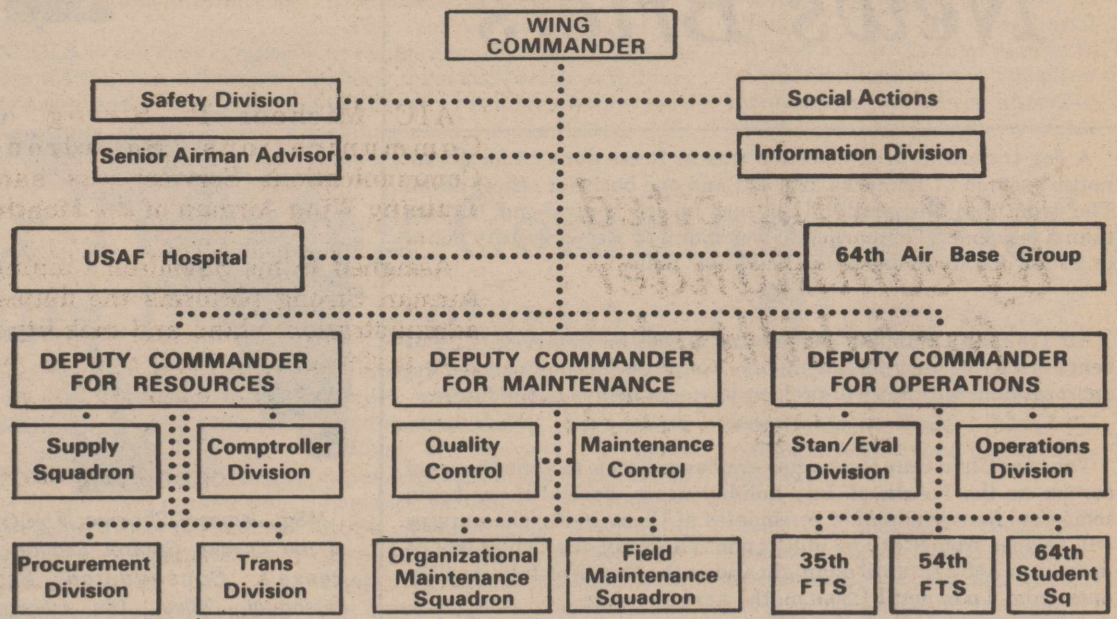 WING
COMMANDER
Safety Division
Social Actions
Senior Airman Advisor
Information Division
USAF Hospital
64th Air Base Group
DEPUTY COMMANDER
FOR RESOURCES
DEPUTY COMMANDER
FOR MAINTENANCE
DEPUTY COMMANDER
FOR OPERATIONS
Supply
Squadron
Comptroller
Division
Quality
Control
Maintenance
Control
Stan/Eval
Division
Operations
Division
Procurement
Division
Trans
Division
Organizational
Maintenance
Squadron
Field
Maintenance
Squadron
35th
FTS
54th
FTS
64th
Student
Sq